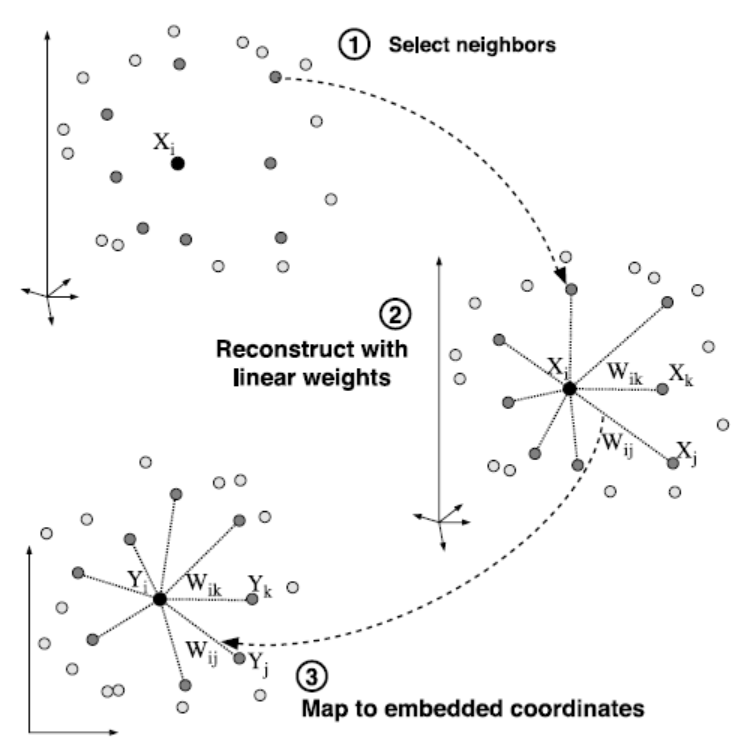 1 Select neighbors
X_i
2
Reconstruct with
linear weights
X_i W_ik X_k
W_ij X_j
Y_i W_ik Y_k
W_ij Y_j
3
Map to embedded coordinates